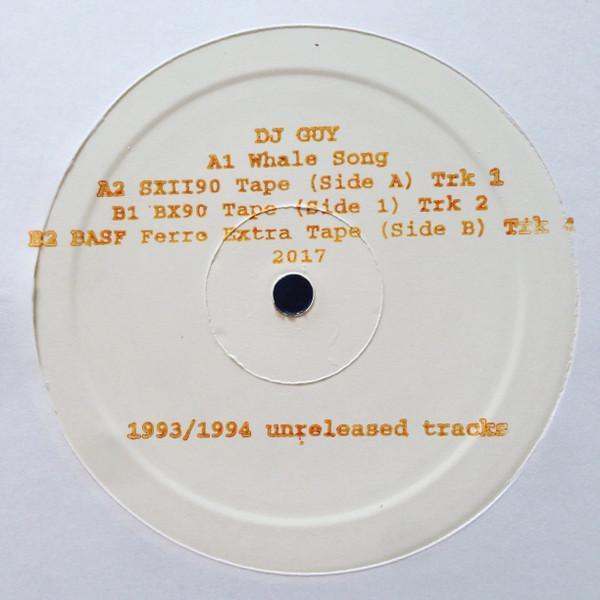 DJ GUY
A1 Whale Song
A2 SXII90 Tape (Side A) Trk 1
B1 BX90 Tape (Side 1) Trk 2
B2 BASF Ferro Extra Tape (Side B) Trk
2017
1993/1994 unreleased tracks